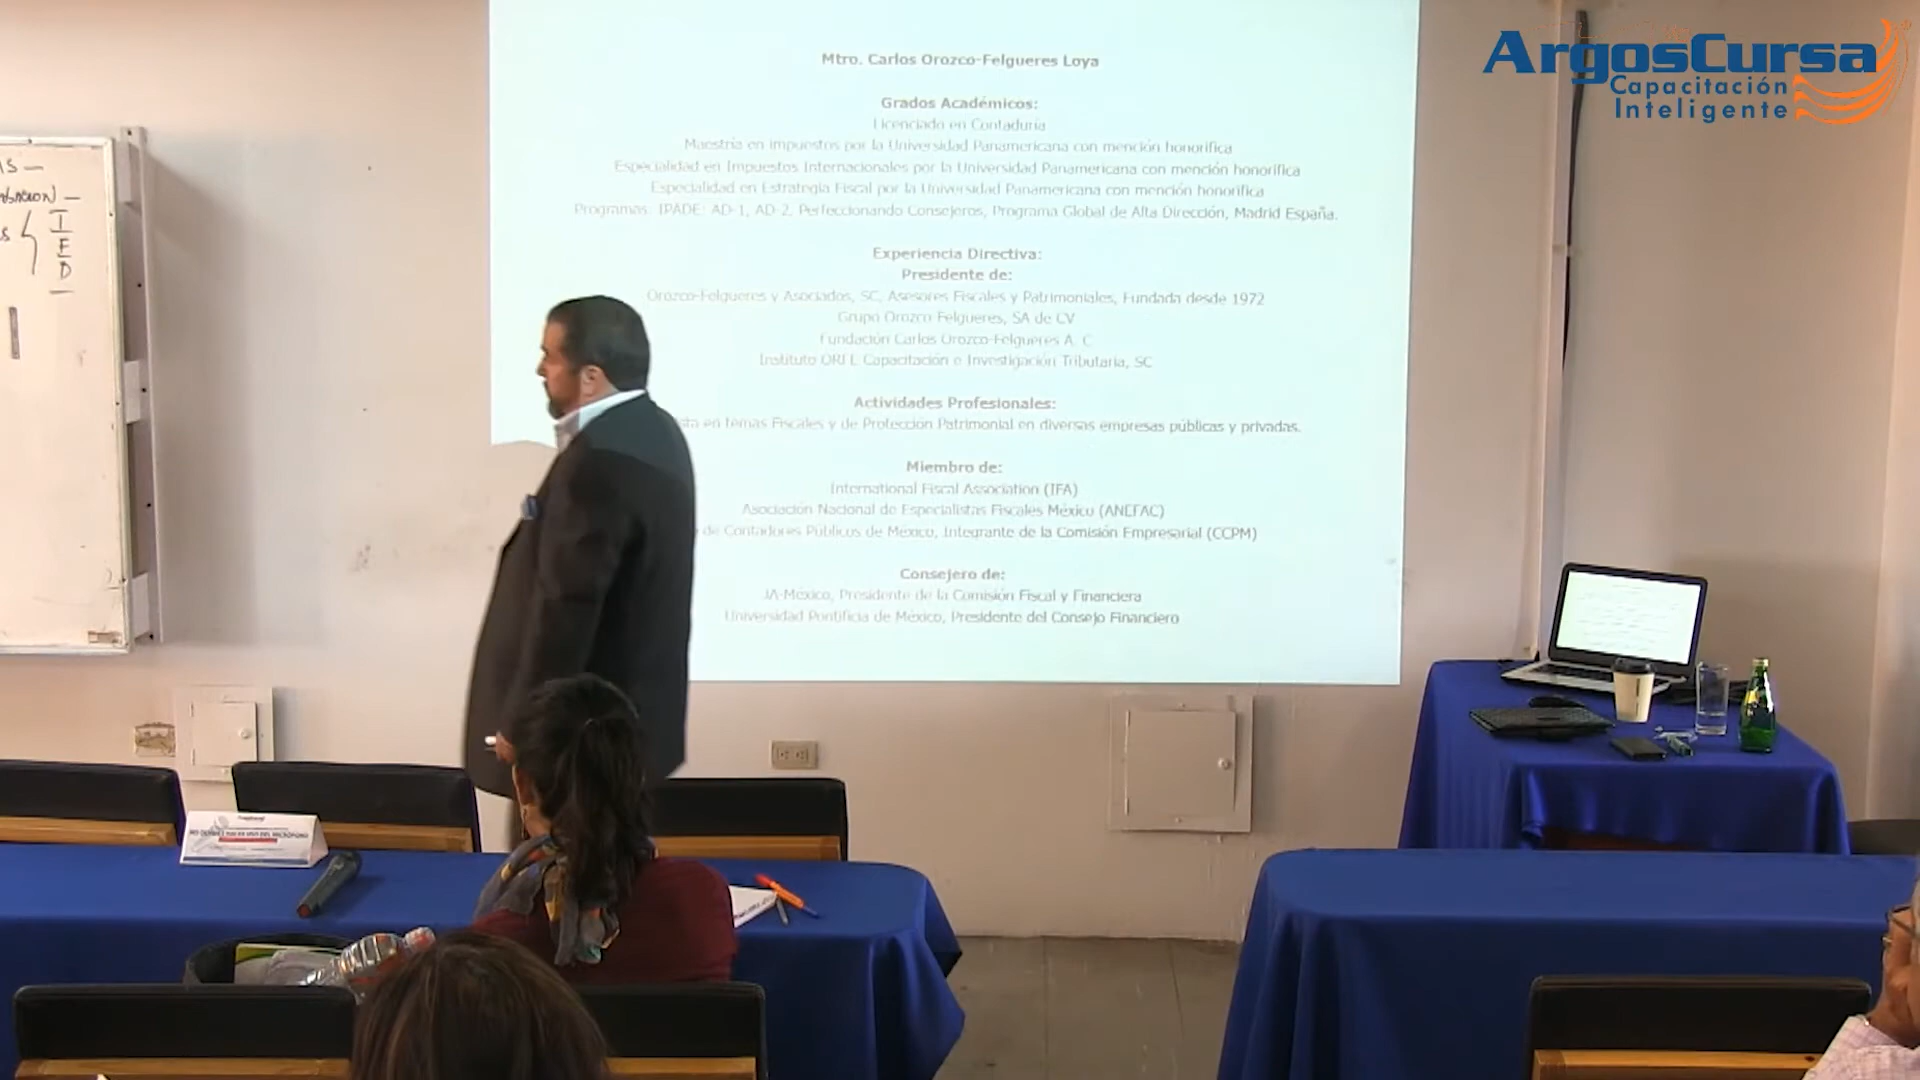 ArgosCursa
Capacitación
Inteligente
Mtro. Carlos Orozco-Felgueres Loya
Grados Académicos:
Licenciado en Contaduría
Maestría en impuestos por la Universidad Panamericana con mención honorífica
Especialidad en Impuestos Internacionales por la Universidad Panamericana con mención honorífica
Especialidad en Estrategia Fiscal por la Universidad Panamericana con mención honorífica
Programas: IPADE: AD-1, AD-2, Perfeccionando Consejeros, Programa Global de Alta Dirección, Madrid España.
Experiencia Directiva:
Presidente de:
Orozco-Felgueres y Asociados, SC, Asesores Fiscales y Patrimoniales, Fundada desde 1972
Grupo Orozco Felgueres, SA de CV
Fundación Carlos Orozco-Felgueres A. C
Instituto ORFE Capacitación e Investigación Tributaria, SC
Actividades Profesionales:
en temas Fiscales y de Protección Patrimonial en diversas empresas públicas y privadas.
Miembro de:
International Fiscal Association (IFA)
Asociación Nacional de Especialistas Fiscales México (ANEFAC)
de Contadores Públicos de México, Integrante de la Comisión Empresarial (CCPM)
Consejero de:
JA-México, Presidente de la Comisión Fiscal y Financiera
Universidad Pontificia de México, Presidente del Consejo Financiero
I
E
D